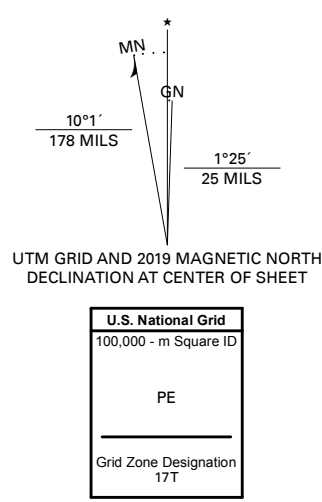 MN
GN
10°1´
178 MILS
1°25´
25 MILS
UTM GRID AND 2019 MAGNETIC NORTH
DECLINATION AT CENTER OF SHEET
U.S. National Grid
100,000 - m Square ID
PE
Grid Zone Designation
17T